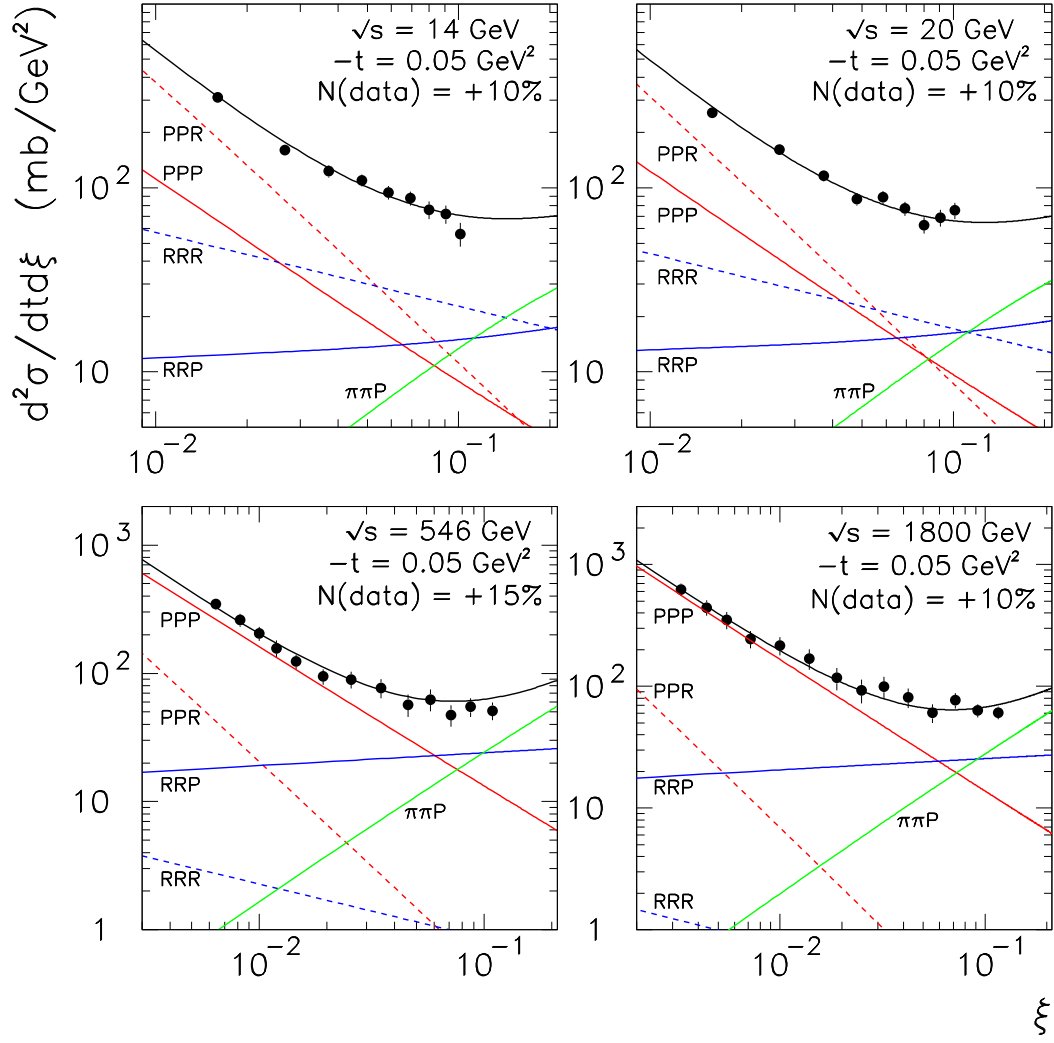 d²σ/dtdξ (mb/GeV²)
√s = 14 GeV
−t = 0.05 GeV²
N(data) = +10%
PPR
PPP
RRR
RRP
ππP
10²
10
10⁻²
10⁻¹
√s = 20 GeV
−t = 0.05 GeV²
N(data) = +10%
PPR
PPP
RRR
RRP
ππP
10²
10
10⁻²
10⁻¹
√s = 546 GeV
−t = 0.05 GeV²
N(data) = +15%
PPP
PPR
RRP
ππP
RRR
10³
10²
10
1
10⁻²
10⁻¹
√s = 1800 GeV
−t = 0.05 GeV²
N(data) = +10%
PPP
PPR
RRP
ππP
RRR
10³
10²
10
1
10⁻²
10⁻¹
ξ